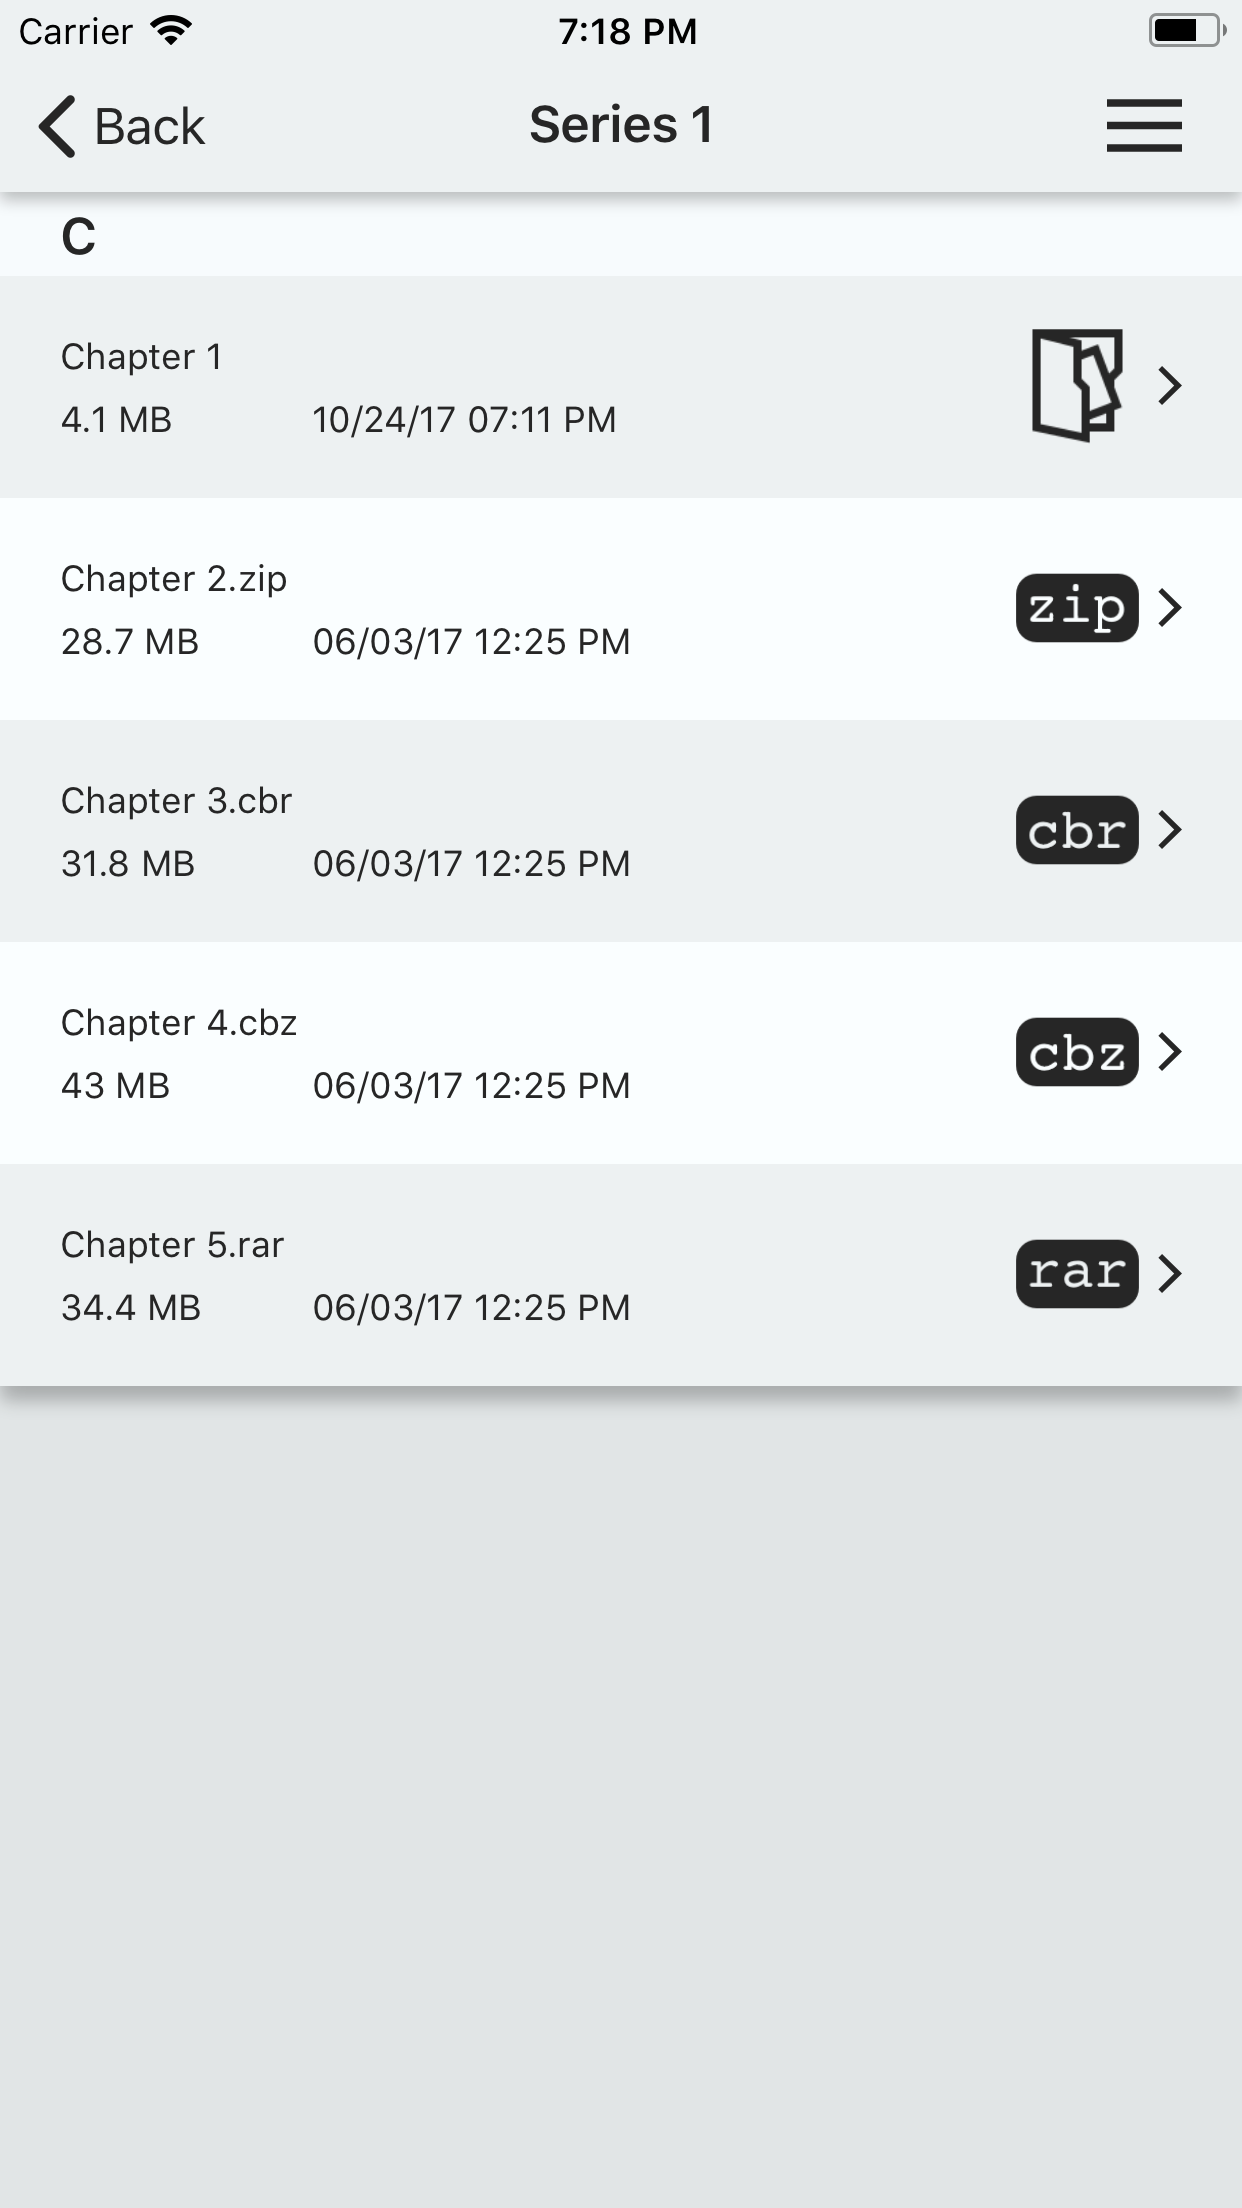 Carrier 7:18 PM
Back Series 1
C
Chapter 1
4.1 MB 10/24/17 07:11 PM
Chapter 2.zip
28.7 MB 06/03/17 12:25 PM
zip
Chapter 3.cbr
31.8 MB 06/03/17 12:25 PM
cbr
Chapter 4.cbz
43 MB 06/03/17 12:25 PM
cbz
Chapter 5.rar
34.4 MB 06/03/17 12:25 PM
rar